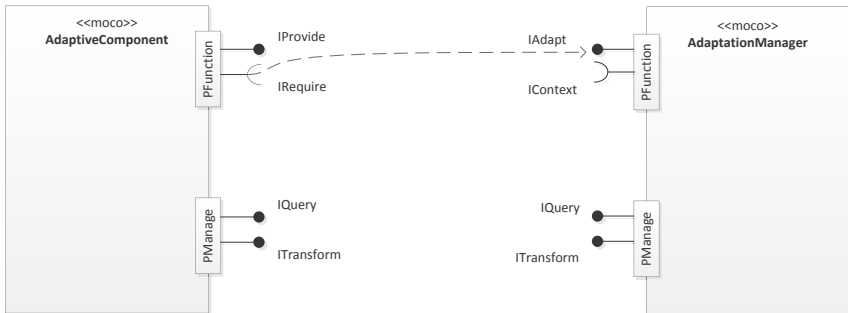 <<moco>>
AdaptiveComponent
PFunction
IProvide
IRequire
PManage
IQuery
ITransform
<<moco>>
AdaptationManager
PFunction
IAdapt
IContext
PManage
IQuery
ITransform